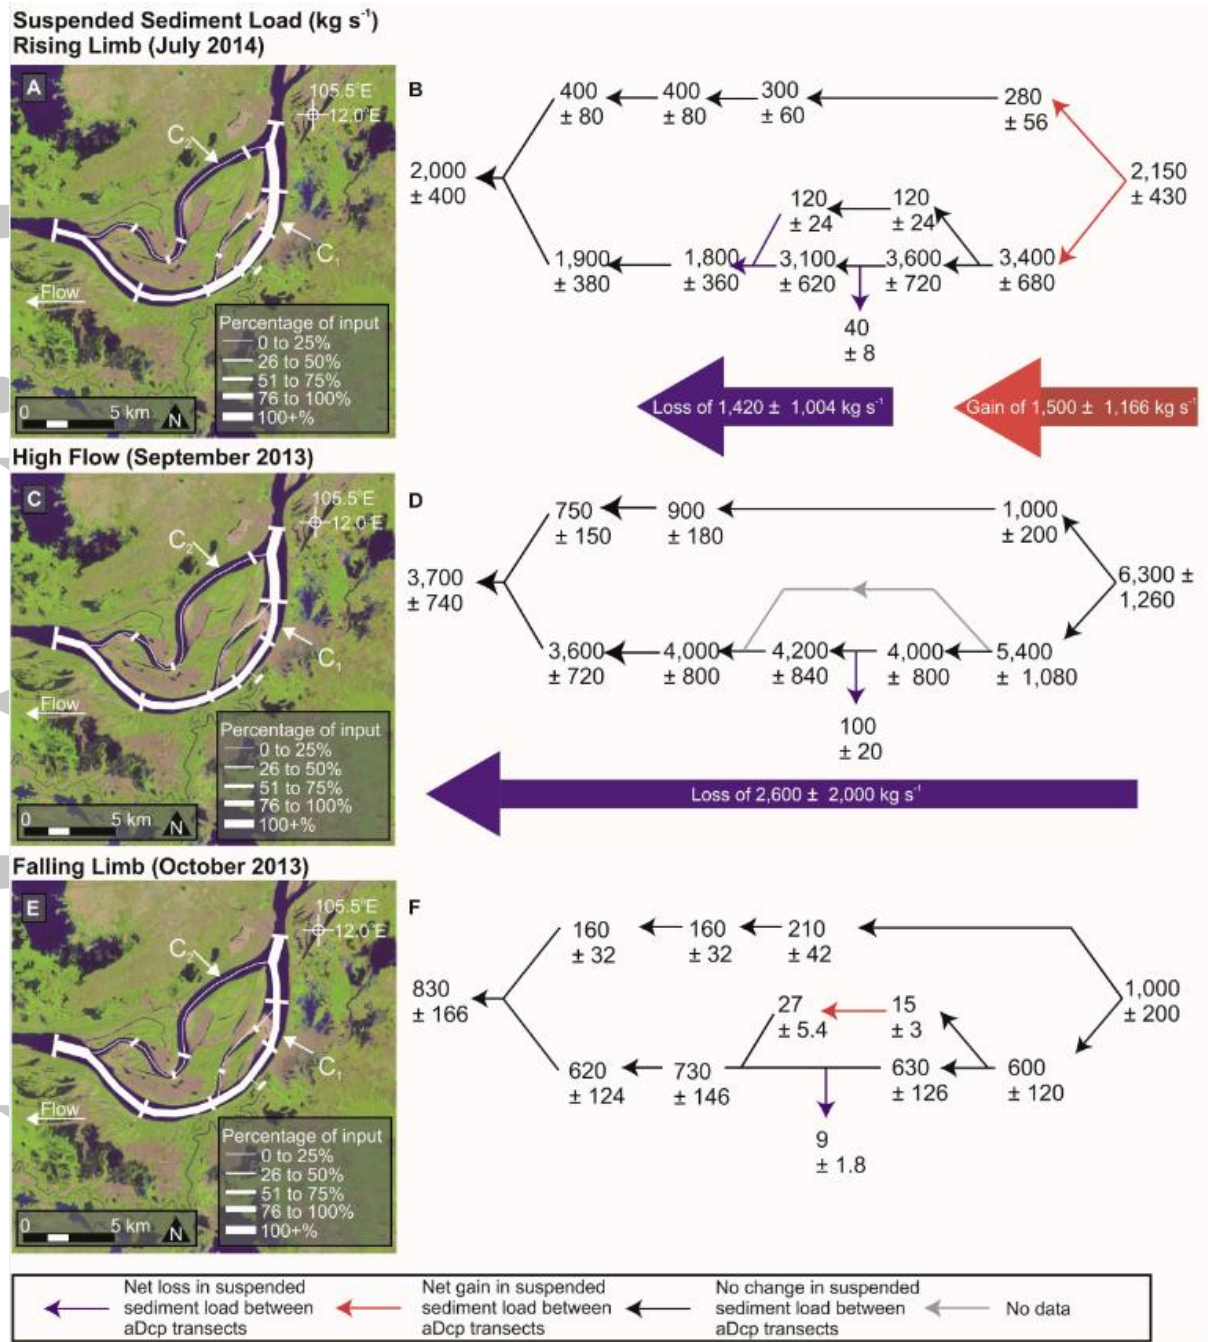 Suspended Sediment Load (kg s⁻¹)
Rising Limb (July 2014)
A
105.5°E
12.0°E
C₂
C₁
Flow
Percentage of input
0 to 25%
26 to 50%
51 to 75%
76 to 100%
100+%
0 5 km N
B
400 400 300 280
± 80 ± 80 ± 60 ± 56
2,000 2,150
± 400 ± 430
120 120
± 24 ± 24
1,900 1,800 3,100 3,600 3,400
± 380 ± 360 ± 620 ± 720 ± 680
40
± 8
Loss of 1,420 ± 1,004 kg s⁻¹
Gain of 1,500 ± 1,166 kg s⁻¹
High Flow (September 2013)
C
105.5°E
12.0°E
C₂
C₁
Flow
Percentage of input
0 to 25%
26 to 50%
51 to 75%
76 to 100%
100+%
0 5 km N
D
750 900 1,000
± 150 ± 180 ± 200
3,700 6,300 ±
± 740 1,260
3,600 4,000 4,200 4,000 5,400
± 720 ± 800 ± 840 ± 800 ± 1,080
100
± 20
Loss of 2,600 ± 2,000 kg s⁻¹
Falling Limb (October 2013)
E
105.5°E
12.0°E
C₂
C₁
Flow
Percentage of input
0 to 25%
26 to 50%
51 to 75%
76 to 100%
100+%
0 5 km N
F
160 160 210
± 32 ± 32 ± 42
830 1,000
± 166 ± 200
27 15
± 5.4 ± 3
620 730 630 600
± 124 ± 146 ± 126 ± 120
9
± 1.8
Net loss in suspended
sediment load between
aDcp transects
Net gain in suspended
sediment load between
aDcp transects
No change in suspended
sediment load between
aDcp transects
No data